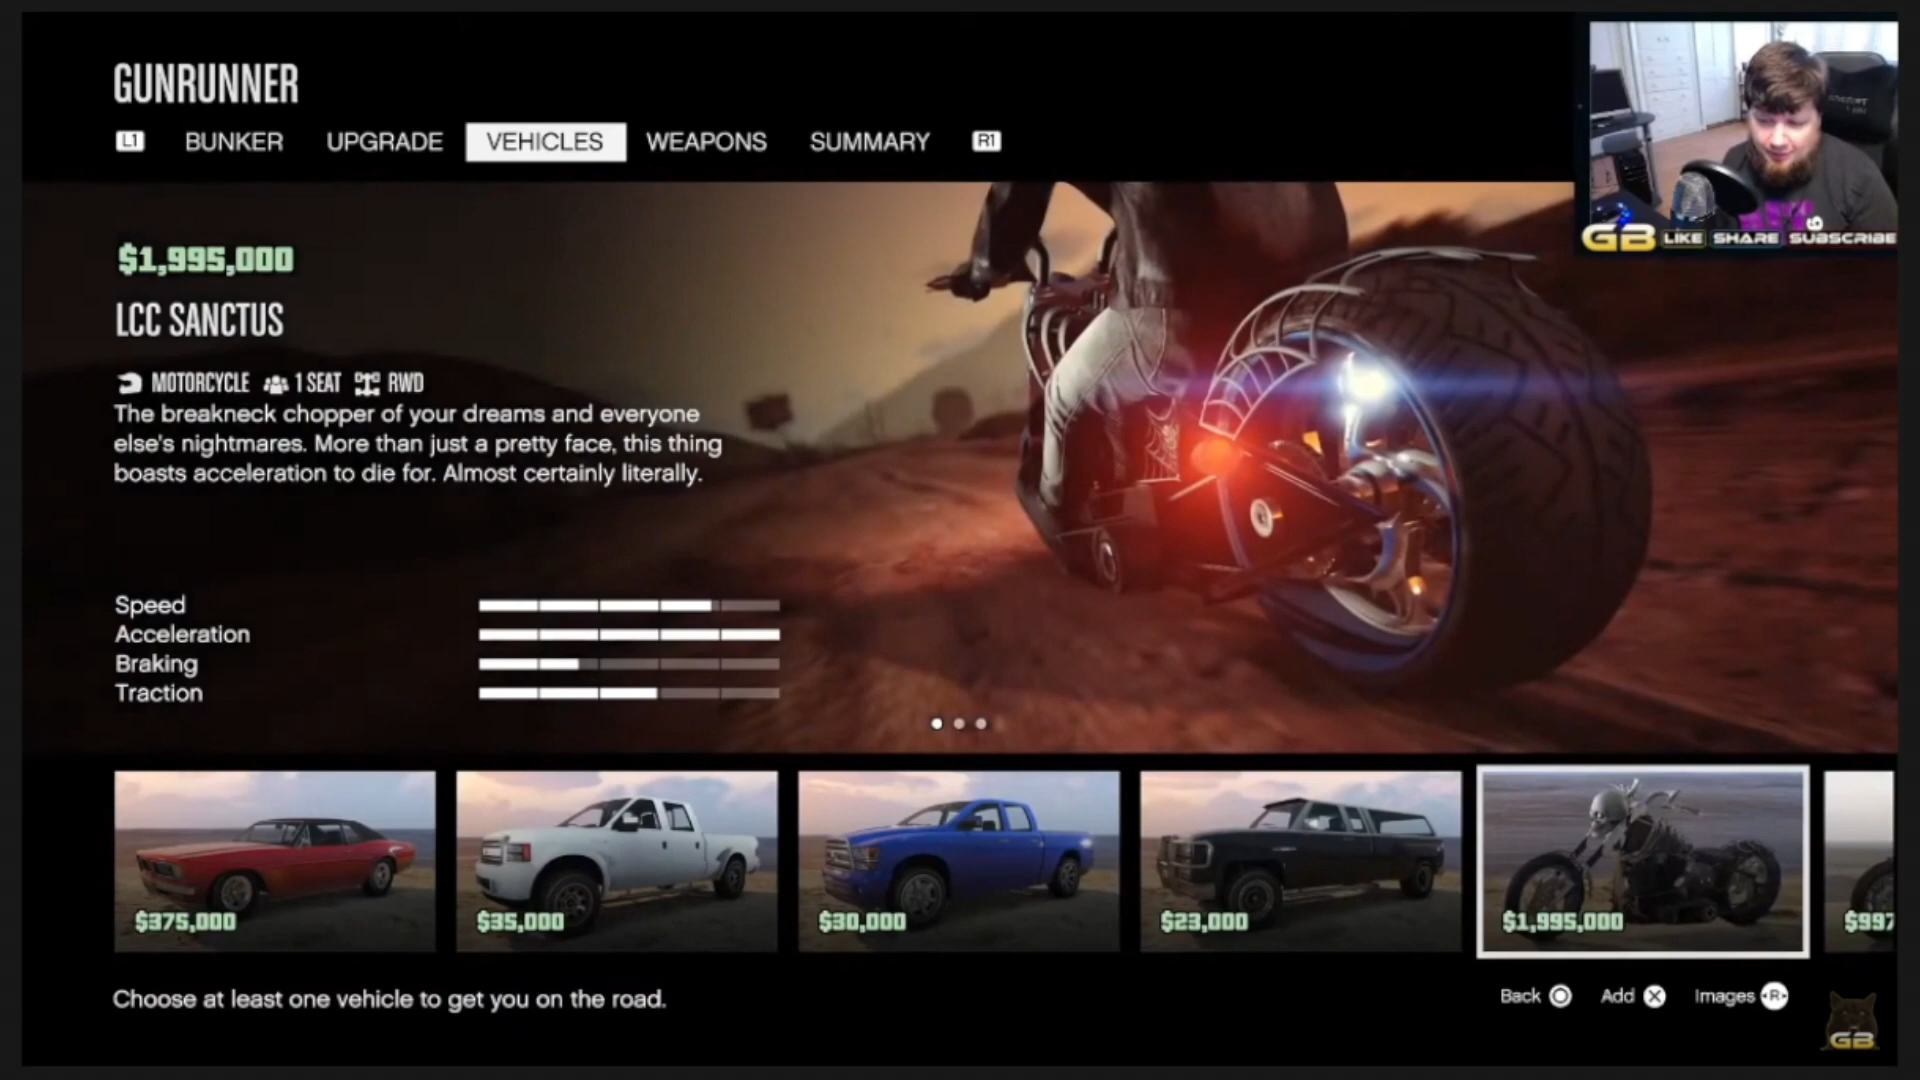 GUNRUNNER
L1 BUNKER UPGRADE VEHICLES WEAPONS SUMMARY R1
GB LIKE SHARE SUBSCRIBE
$1,995,000
LCC SANCTUS
MOTORCYCLE 1 SEAT RWD
The breakneck chopper of your dreams and everyone
else's nightmares. More than just a pretty face, this thing
boasts acceleration to die for. Almost certainly literally.
Speed
Acceleration
Braking
Traction
$375,000 $35,000 $30,000 $23,000 $1,995,000 $997
Choose at least one vehicle to get you on the road.
Back Add Images R
GB